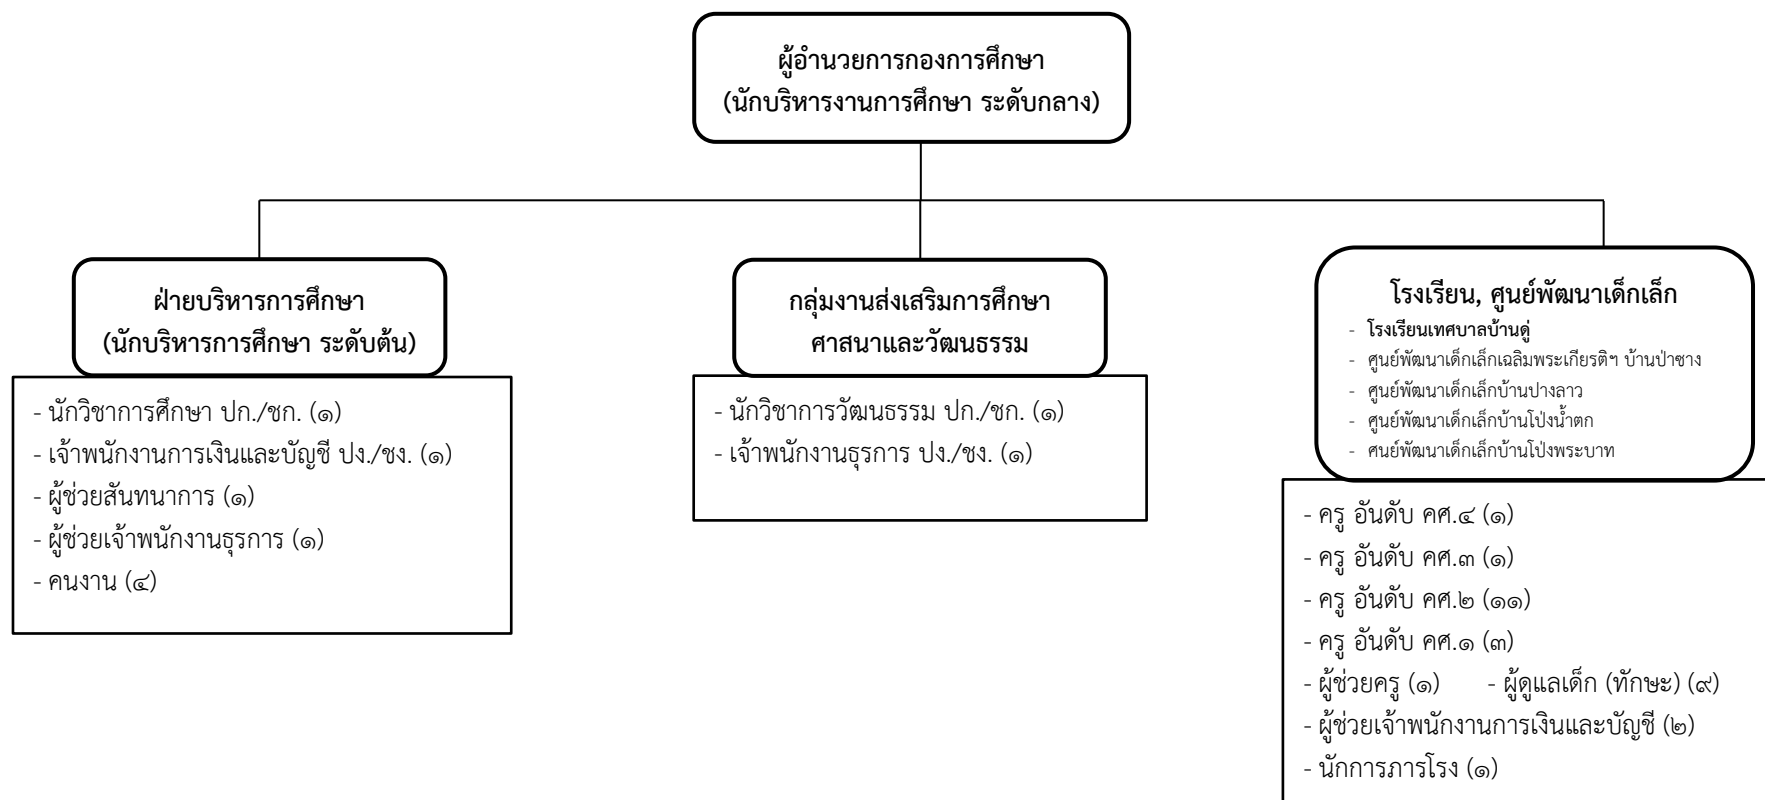 ผู้อำนวยการกองการศึกษา
(นักบริหารงานการศึกษา ระดับกลาง)
ฝ่ายบริหารการศึกษา
(นักบริหารการศึกษา ระดับต้น)
- นักวิชาการศึกษา ปก./ชก. (๑)
- เจ้าพนักงานการเงินและบัญชี ปง./ชง. (๑)
- ผู้ช่วยสันทนาการ (๑)
- ผู้ช่วยเจ้าพนักงานธุรการ (๑)
- คนงาน (๔)
กลุ่มงานส่งเสริมการศึกษา
ศาสนาและวัฒนธรรม
- นักวิชาการวัฒนธรรม ปก./ชก. (๑)
- เจ้าพนักงานธุรการ ปง./ชง. (๑)
โรงเรียน, ศูนย์พัฒนาเด็กเล็ก
- โรงเรียนเทศบาลบ้านดู่
- ศูนย์พัฒนาเด็กเล็กเฉลิมพระเกียรติฯ บ้านป่าซาง
- ศูนย์พัฒนาเด็กเล็กบ้านปางลาว
- ศูนย์พัฒนาเด็กเล็กบ้านโป่งน้ำตก
- ศนย์พัฒนาเด็กเล็กบ้านโป่งพระบาท
- ครู อันดับ คศ.๔ (๑)
- ครู อันดับ คศ.๓ (๑)
- ครู อันดับ คศ.๒ (๑๑)
- ครู อันดับ คศ.๑ (๓)
- ผู้ช่วยครู (๑) - ผู้ดูแลเด็ก (ทักษะ) (๙)
- ผู้ช่วยเจ้าพนักงานการเงินและบัญชี (๒)
- นักการภารโรง (๑)